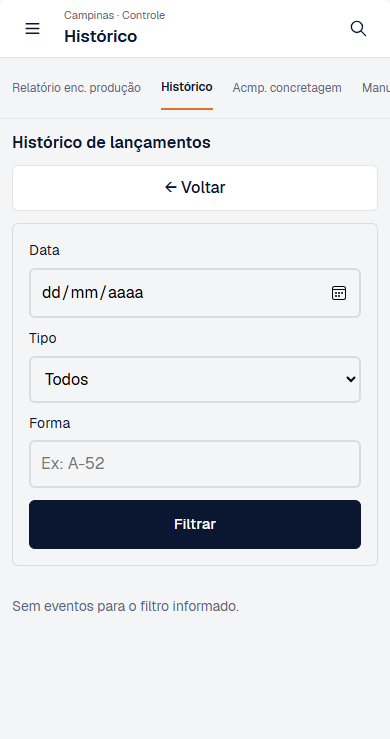 Campinas · Controle
Histórico
Relatório enc. produção Histórico Acmp. concretagem Manu
Histórico de lançamentos
← Voltar
Data
dd/mm/aaaa
Tipo
Todos
Forma
Ex: A-52
Filtrar
Sem eventos para o filtro informado.